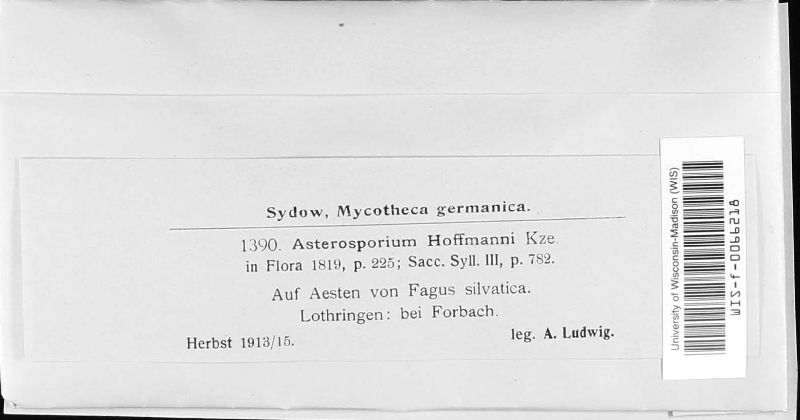 Sydow, Mycotheca germanica.
1390. Asterosporium Hoffmanni Kze.
in Flora 1819, p. 225; Sacc. Syll. III, p. 782.
Auf Aesten von Fagus silvatica.
Lothringen: bei Forbach.
Herbst 1913/15.
leg. A. Ludwig.
University of Wisconsin-Madison (WIS)
WIS-f-0066218